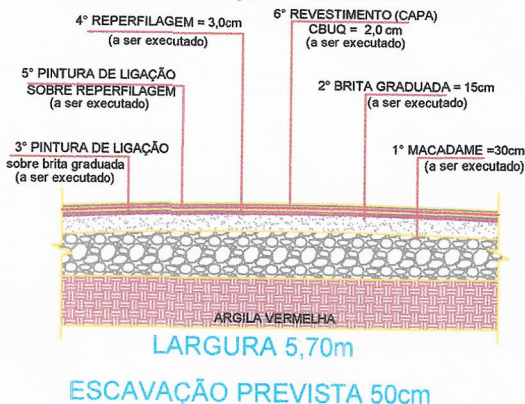 4° REPERFILAGEM = 3,0cm
(a ser executado)
6° REVESTIMENTO (CAPA)
CBUQ = 2,0 cm
(a ser executado)
5° PINTURA DE LIGAÇÃO
SOBRE REPERFILAGEM
(a ser executado)
2° BRITA GRADUADA = 15cm
(a ser executado)
3° PINTURA DE LIGAÇÃO
sobre brita graduada
(a ser executado)
1° MACADAME =30cm
(a ser executado)
ARGILA VERMELHA
LARGURA 5,70m
ESCAVAÇÃO PREVISTA 50cm